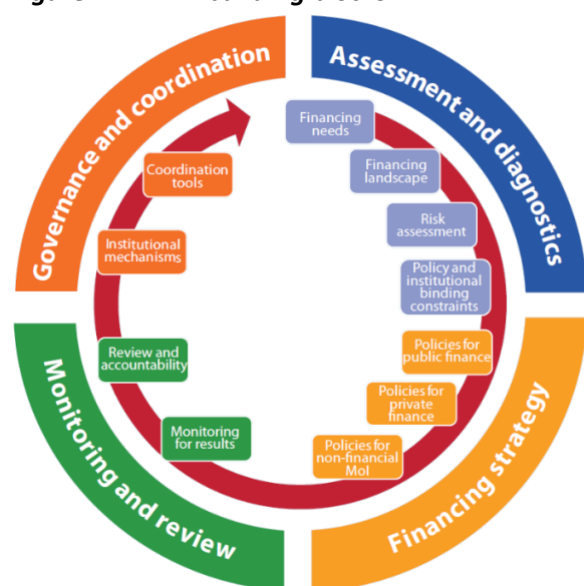 Assessment and diagnostics
Financing
needs
Financing
landscape
Risk
assessment
Policy and
institutional
binding
constraints
Financing strategy
Policies for
public finance
Policies for
private
finance
Policies for
non-financial
MoI
Monitoring and review
Monitoring
for results
Review and
accountability
Governance and coordination
Institutional
mechanisms
Coordination
tools